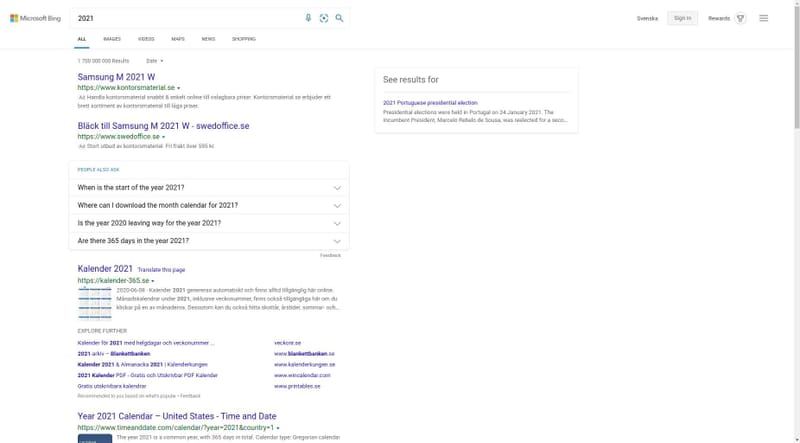 Microsoft Bing
2021
Svenska
Sign in
Rewards
ALL IMAGES VIDEOS MAPS NEWS SHOPPING
1 700 000 000 Results Date
Samsung M 2021 W
https://www.kontorsmaterial.se
Ad Handla kontorsmaterial snabbt & enkelt online till oslagbara priser. Kontorsmaterial.se erbjuder ett
brett sortiment av kontorsmaterial till låga priser.
Bläck till Samsung M 2021 W - swedoffice.se
https://www.swedoffice.se
Ad Stort utbud av kontorsmaterial. Fri frakt över 595 kr.
PEOPLE ALSO ASK
When is the start of the year 2021?
Where can I download the month calendar for 2021?
Is the year 2020 leaving way for the year 2021?
Are there 365 days in the year 2021?
Feedback
Kalender 2021 Translate this page
https://kalender-365.se
2020-06-08 · Kalender 2021 genereras automatiskt och finns alltid tillgänglig här online.
Månadskalendrar under 2021, inklusive veckonummer, finns också tillgängliga här om du
klickar på en av månaderna. Dessutom kan du också hitta skottår, årstider, sommar- och...
EXPLORE FURTHER
Kalender för 2021 med helgdagar och veckonummer ... veckonr.se
2021 arkiv – Blankettbanken www.blankettbanken.se
Kalender 2021 & Almanacka 2021 | Kalenderkungen www.kalenderkungen.se
2021 Kalender PDF - Gratis och Utskrivbar PDF Kalender www.wincalendar.com
Gratis utskrivbara kalendrar www.printables.se
Recommended to you based on what's popular • Feedback
Year 2021 Calendar – United States - Time and Date
https://www.timeanddate.com/calendar/?year=2021&country=1
The year 2021 is a common year, with 365 days in total. Calendar type: Gregorian calendar
See results for
2021 Portuguese presidential election
Presidential elections were held in Portugal on 24 January 2021. The
incumbent President, Marcelo Rebelo de Sousa, was reelected for a seco...